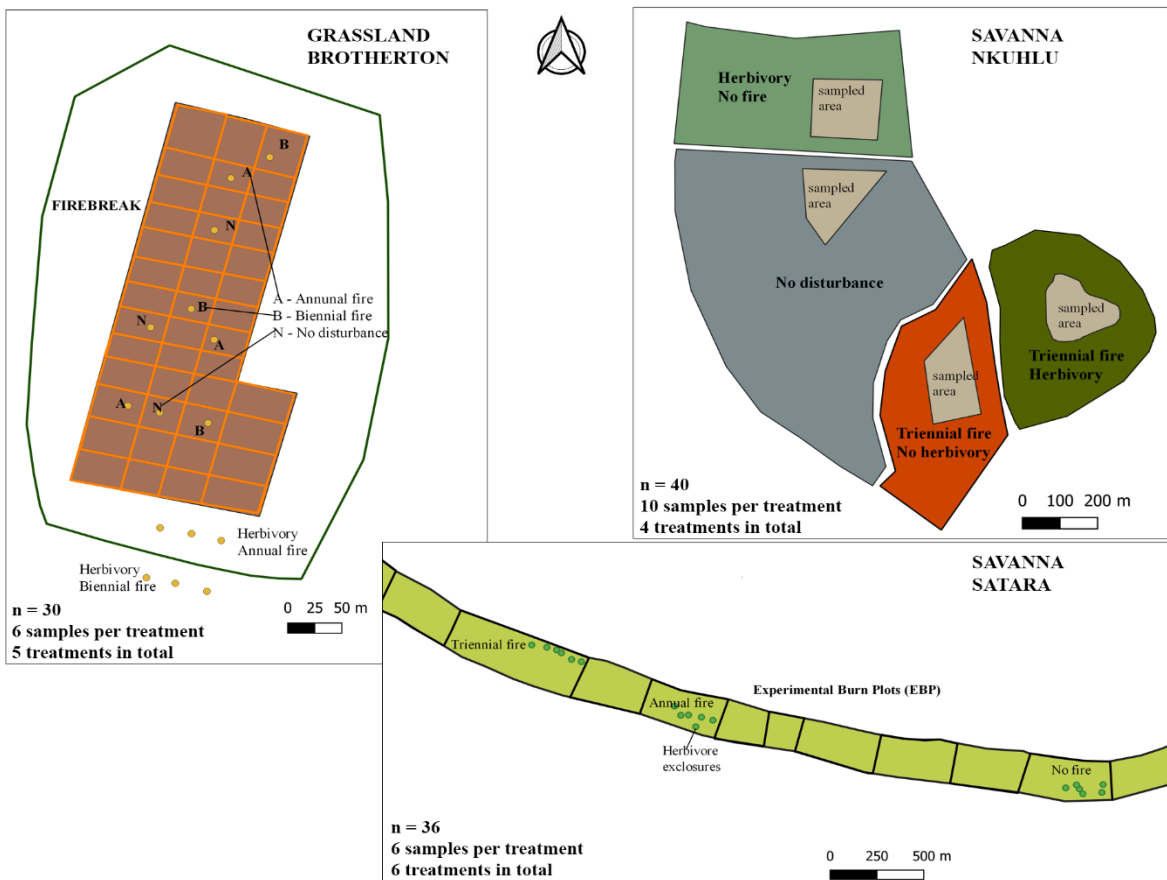 GRASSLAND
BROTHERTON
B
A
FIREBREAK
N
A - Annunal fire
B
B - Biennial fire
N
N - No disturbance
A
A
N
B
Herbivory
Annual fire
Herbivory
Biennial fire
n = 30
6 samples per treatment
5 treatments in total
0 25 50 m
SAVANNA
NKUHLU
Herbivory
No fire
sampled
area
sampled
area
No disturbance
sampled
area
Triennial fire
Herbivory
sampled
area
Triennial fire
No herbivory
n = 40
10 samples per treatment
4 treatments in total
0 100 200 m
SAVANNA
SATARA
Triennial fire
Annual fire
Experimental Burn Plots (EBP)
Herbivore
exclosures
No fire
n = 36
6 samples per treatment
6 treatments in total
0 250 500 m